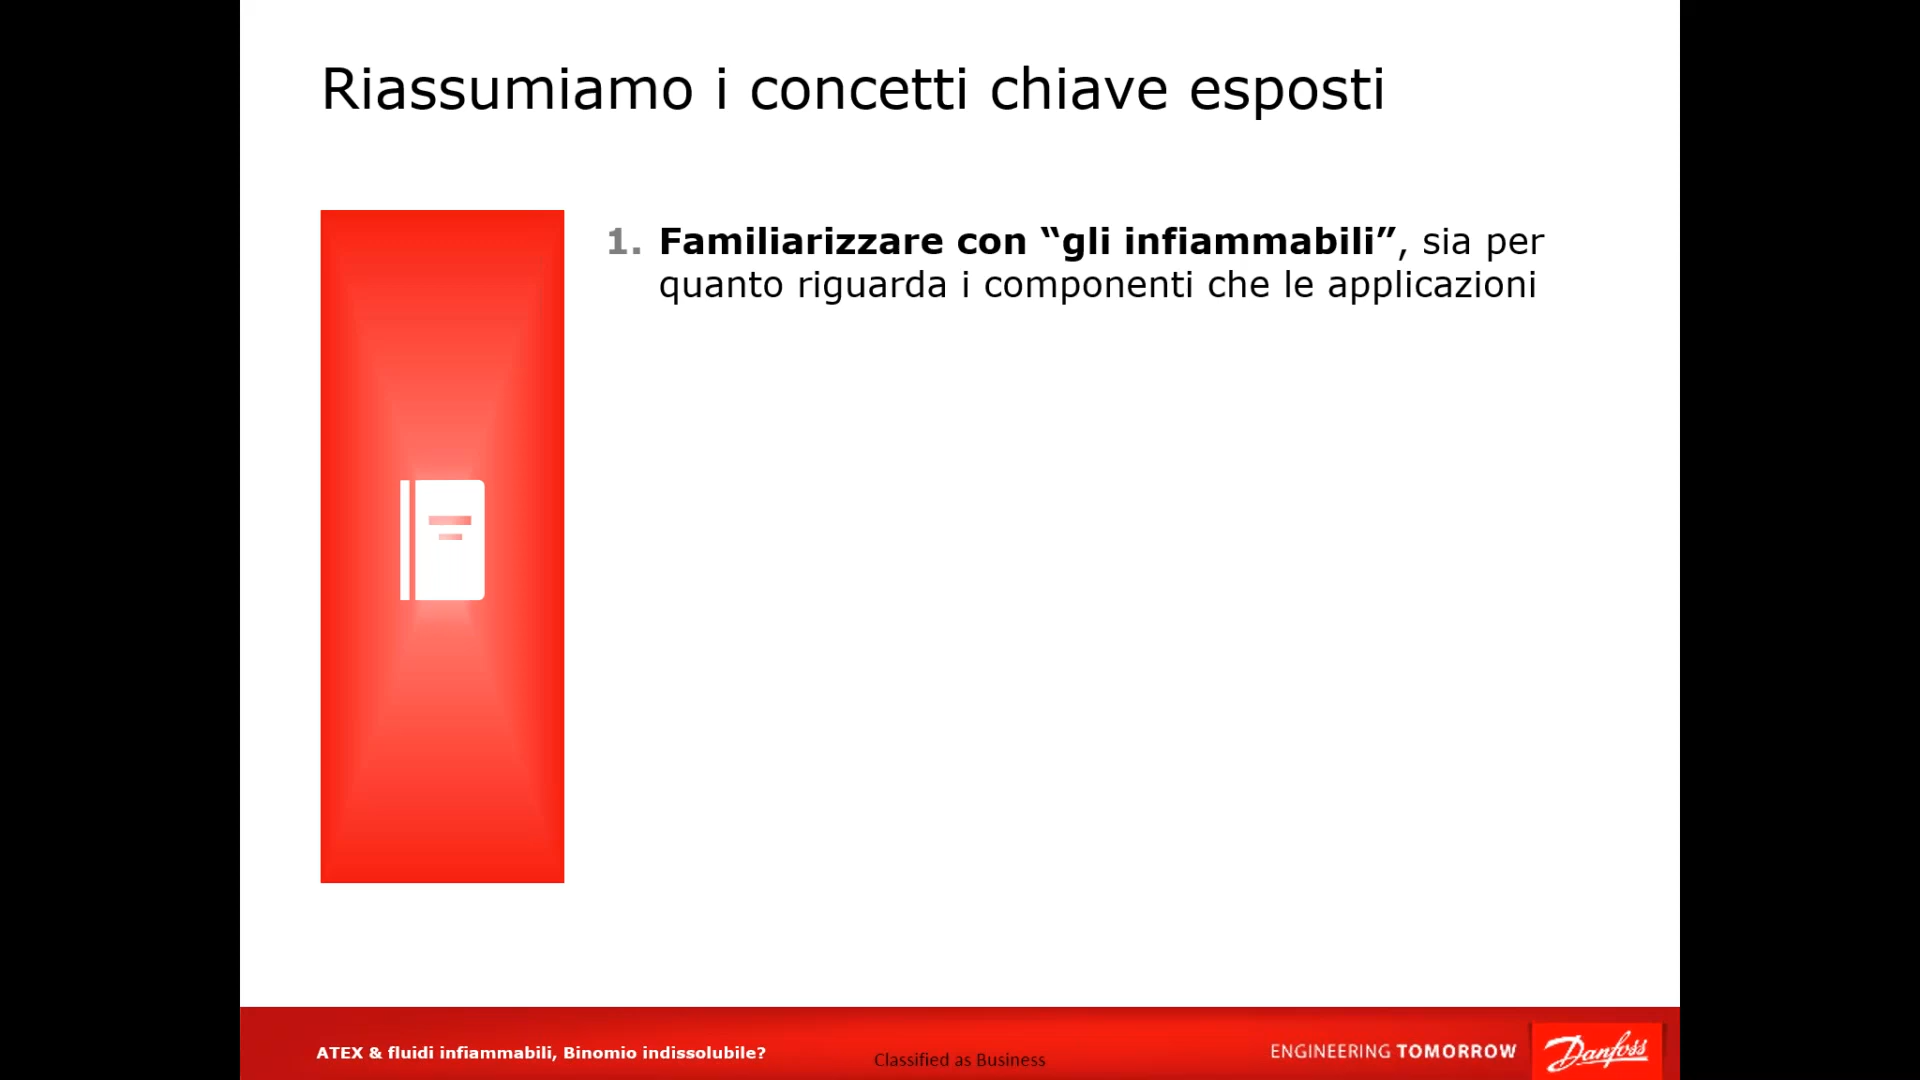 Riassumiamo i concetti chiave esposti
1. Familiarizzare con “gli infiammabili”, sia per
quanto riguarda i componenti che le applicazioni
ATEX & fluidi infiammabili, Binomio indissolubile?
Classified as Business
ENGINEERING TOMORROW
Danfoss